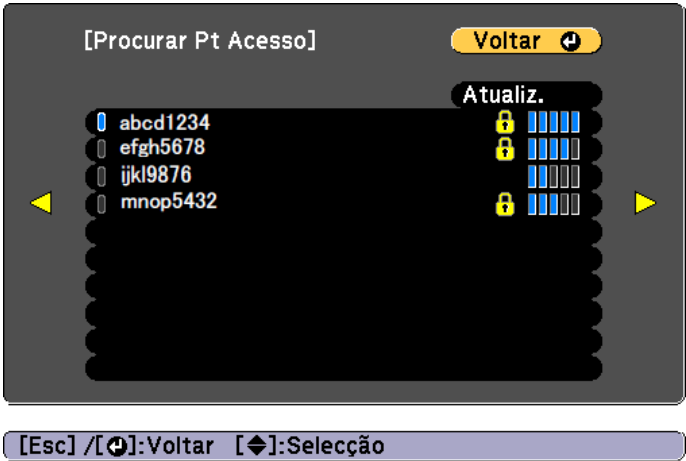 [Procurar Pt Acesso]
Voltar
Atualiz.
abcd1234
efgh5678
ijkl9876
mnop5432
[Esc] /[⏎]:Voltar [◆]:Selecção